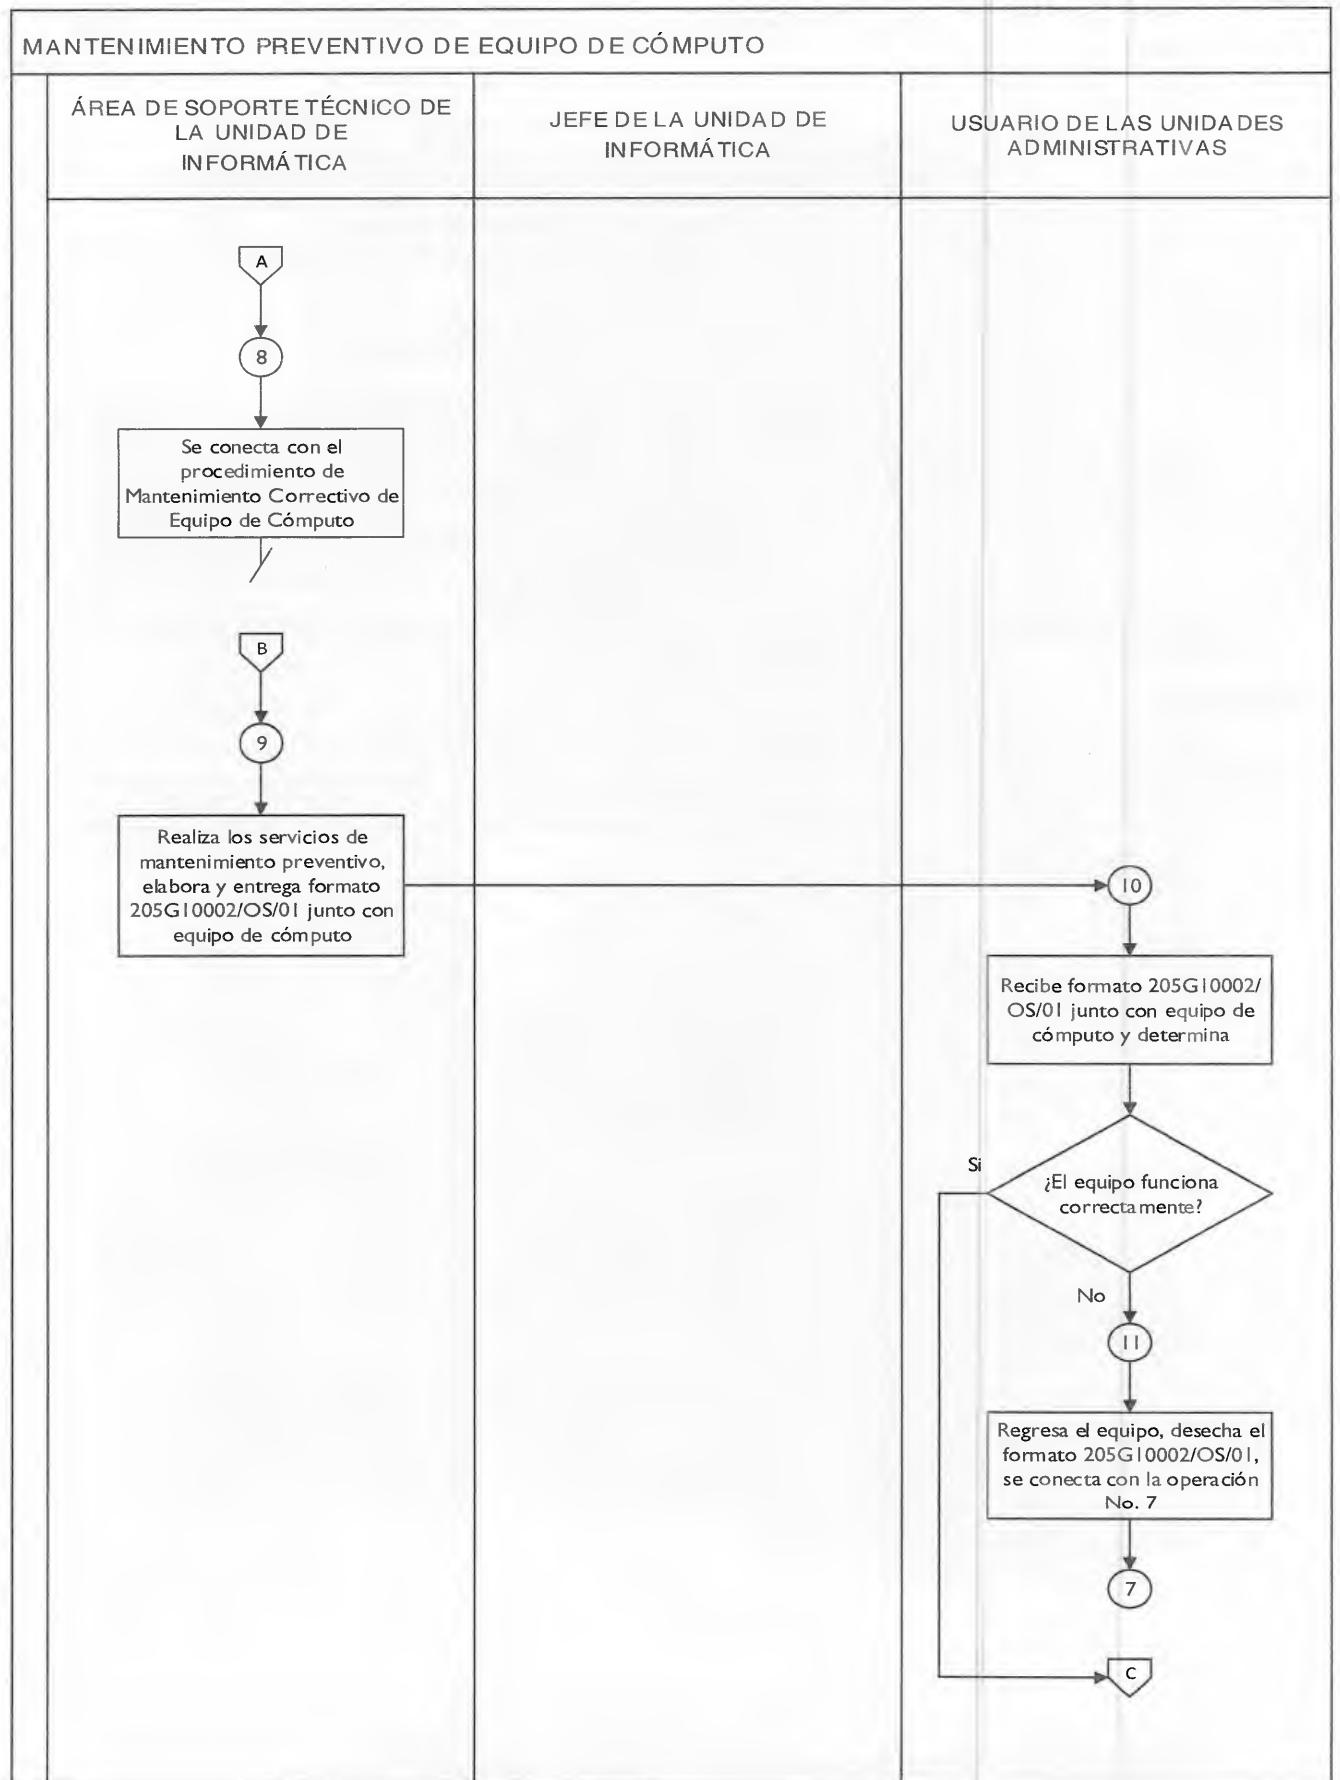 MANTENIMIENTO PREVENTIVO DE EQUIPO DE CÓMPUTO
ÁREA DE SOPORTE TÉCNICO DE
LA UNIDAD DE
INFORMÁTICA
JEFE DE LA UNIDAD DE
INFORMÁTICA
USUARIO DE LAS UNIDADES
ADMINISTRATIVAS
A
8
Se conecta con el
procedimiento de
Mantenimiento Correctivo de
Equipo de Cómputo
B
9
Realiza los servicios de
mantenimiento preventivo,
elabora y entrega formato
205G10002/OS/01 junto con
equipo de cómputo
10
Recibe formato 205G10002/
OS/01 junto con equipo de
cómputo y determina
Si
¿El equipo funciona
correctamente?
No
11
Regresa el equipo, desecha el
formato 205G10002/OS/01,
se conecta con la operación
No. 7
7
C